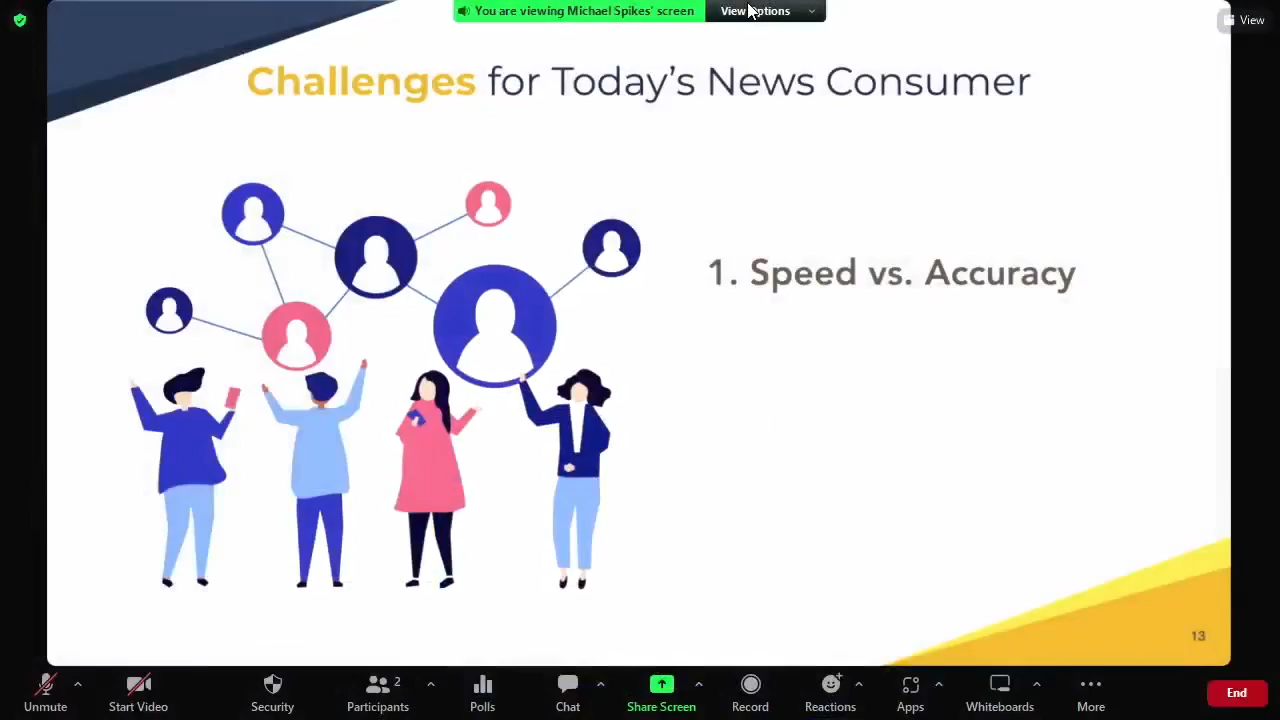 You are viewing Michael Spikes' screen
View Options
View
Challenges for Today's News Consumer
1. Speed vs. Accuracy
13
Unmute
Start Video
Security
Participants
2
Polls
Chat
Share Screen
Record
Reactions
Apps
Whiteboards
More
End